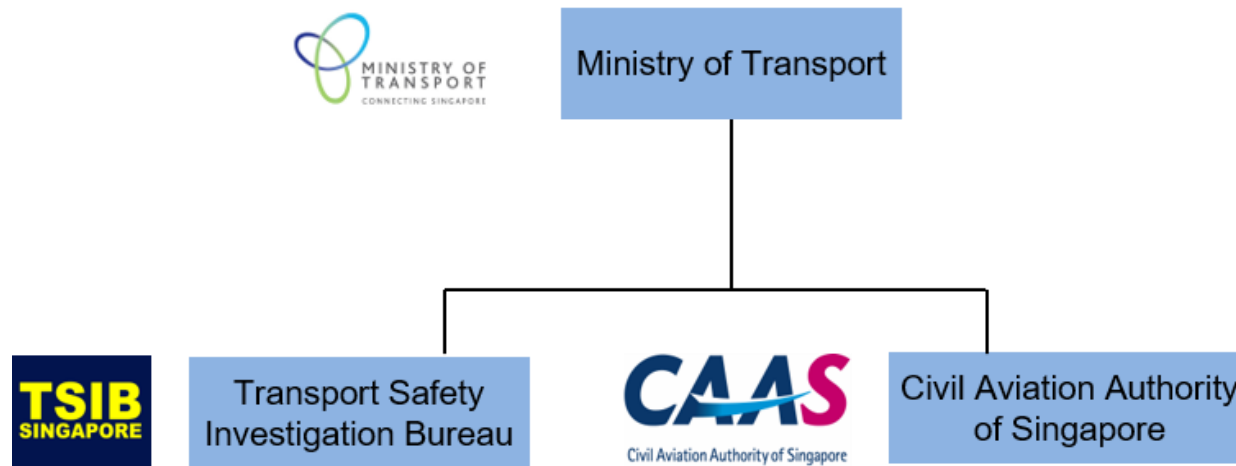 MINISTRY OF
TRANSPORT
CONNECTING SINGAPORE
Ministry of Transport
TSIB
SINGAPORE
Transport Safety
Investigation Bureau
CAAS
Civil Aviation Authority of Singapore
Civil Aviation Authority
of Singapore